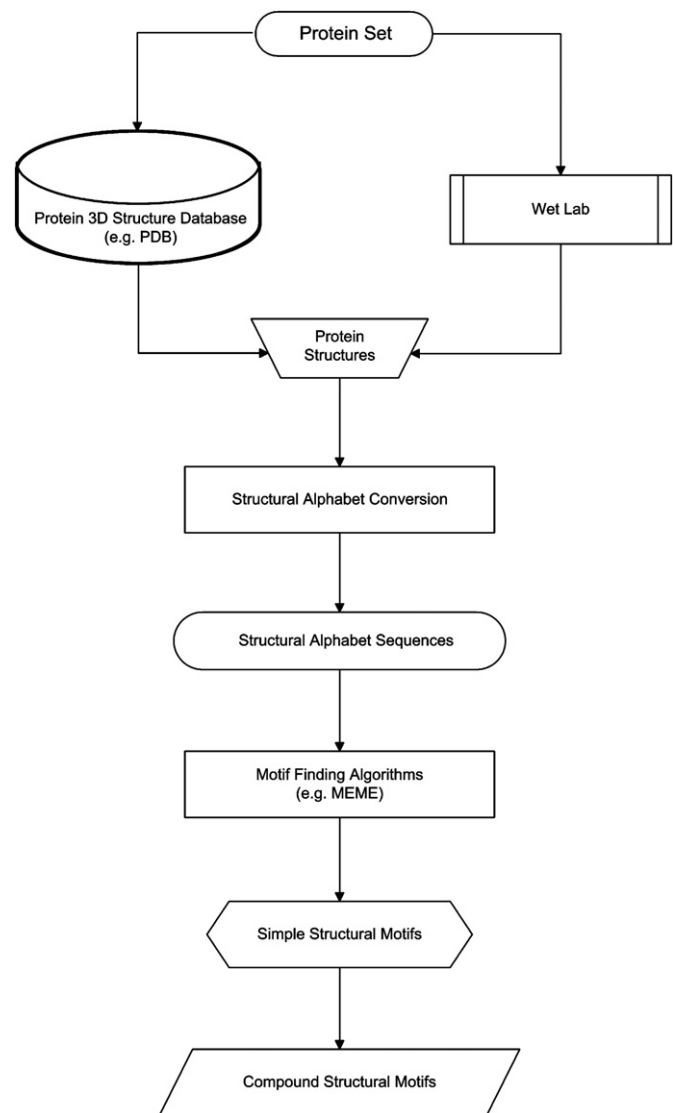 Protein Set
Protein 3D Structure Database
(e.g. PDB)
Wet Lab
Protein
Structures
Structural Alphabet Conversion
Structural Alphabet Sequences
Motif Finding Algorithms
(e.g. MEME)
Simple Structural Motifs
Compound Structural Motifs